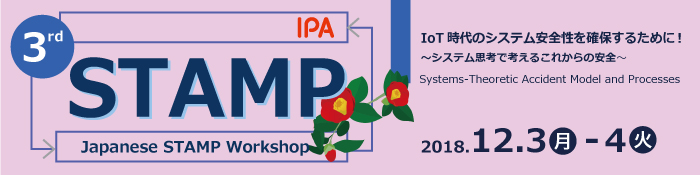 3rd
IPA
STAMP
Japanese STAMP Workshop
IoT 時代のシステム安全性を確保するために！
～システム思考で考えるこれからの安全～
Systems-Theoretic Accident Model and Processes
2018.12.3月 - 4火